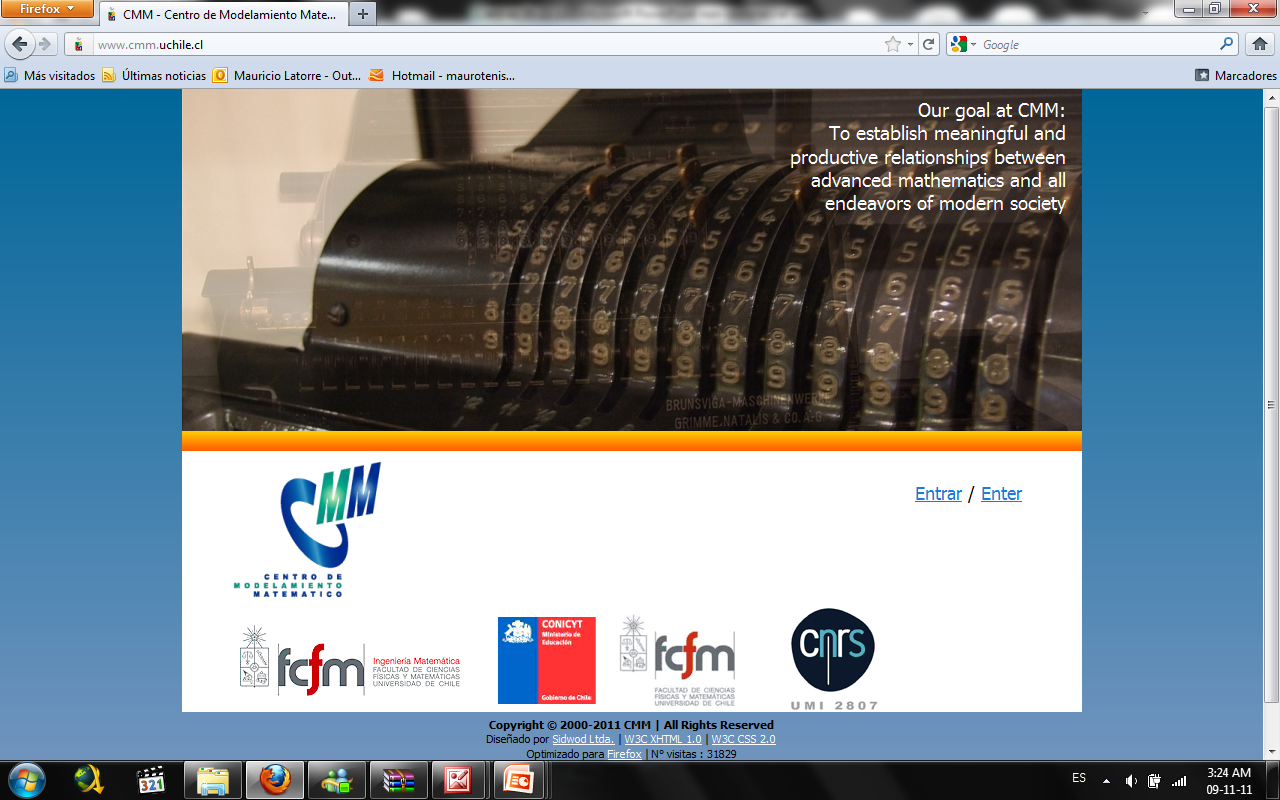 Firefox
CMM - Centro de Modelamiento Mate...
www.cmm.uchile.cl
Google
Más visitados
Últimas noticias
Mauricio Latorre - Out...
Hotmail - maurotenis...
Marcadores
Our goal at CMM:
To establish meaningful and
productive relationships between
advanced mathematics and all
endeavors of modern society
BRUNSVIGA-MASCHINENWERKE
GRIMME, NATALIS & CO. A-G.
Entrar / Enter
CMM
CENTRO DE
MODELAMIENTO
MATEMATICO
fcfm
Ingeniería Matemática
FACULTAD DE CIENCIAS
FÍSICAS Y MATEMÁTICAS
UNIVERSIDAD DE CHILE
CONICYT
Ministerio de
Educación
Gobierno de Chile
fcfm
FACULTAD DE CIENCIAS
FÍSICAS Y MATEMÁTICAS
UNIVERSIDAD DE CHILE
cnrs
UMI 2807
Copyright © 2000-2011 CMM | All Rights Reserved
Diseñado por Sidwod Ltda. | W3C XHTML 1.0 | W3C CSS 2.0
Optimizado para Firefox | N° visitas : 31829
321
ES
3:24 AM
09-11-11